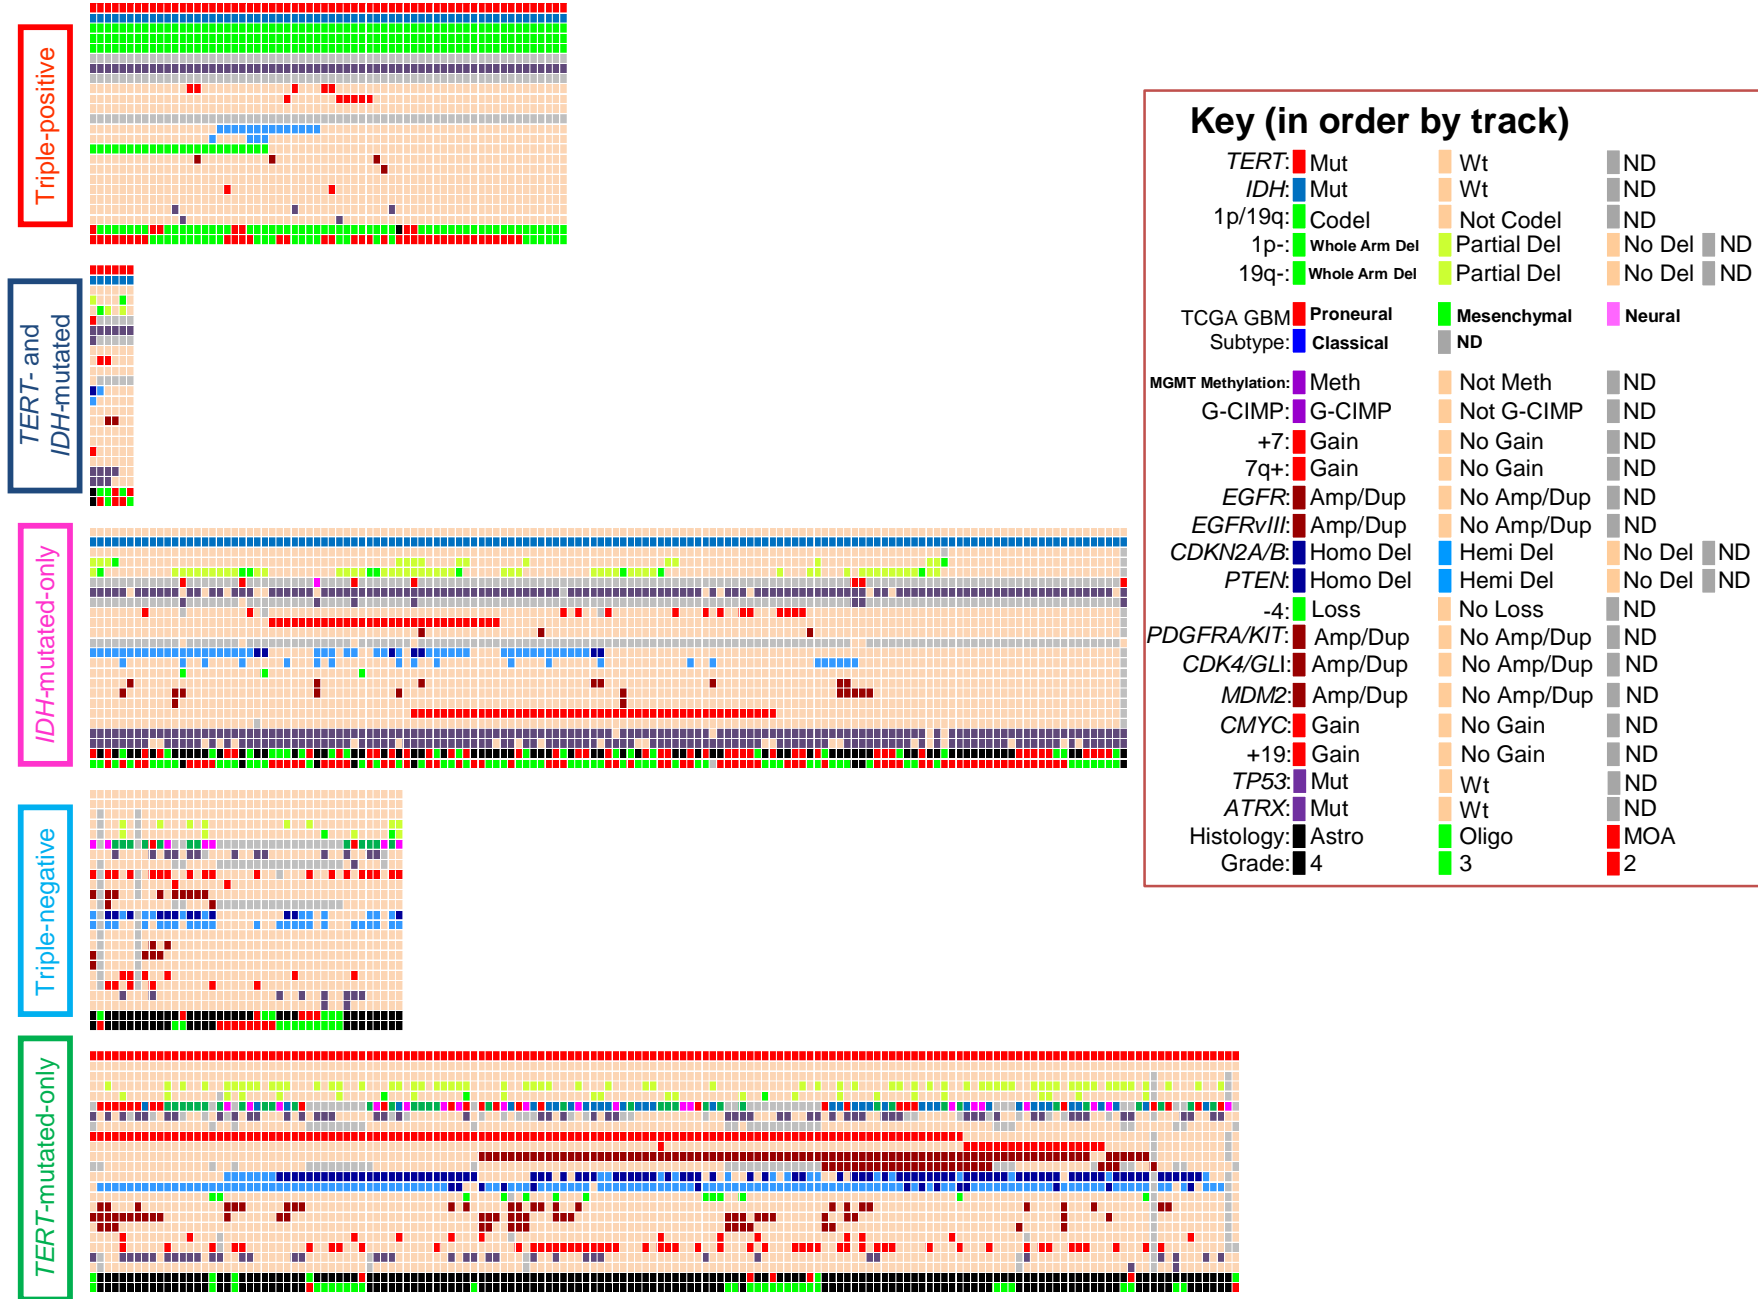 Triple-positive
TERT- and
IDH-mutated
IDH-mutated-only
Triple-negative
TERT-mutated-only
Key (in order by track)
TERT: Mut Wt ND
IDH: Mut Wt ND
1p/19q: Codel Not Codel ND
1p-: Whole Arm Del Partial Del No Del ND
19q-: Whole Arm Del Partial Del No Del ND
TCGA GBM Proneural Mesenchymal Neural
Subtype: Classical ND
MGMT Methylation: Meth Not Meth ND
G-CIMP: G-CIMP Not G-CIMP ND
+7: Gain No Gain ND
7q+: Gain No Gain ND
EGFR: Amp/Dup No Amp/Dup ND
EGFRvIII: Amp/Dup No Amp/Dup ND
CDKN2A/B: Homo Del Hemi Del No Del ND
PTEN: Homo Del Hemi Del No Del ND
-4: Loss No Loss ND
PDGFRA/KIT: Amp/Dup No Amp/Dup ND
CDK4/GLI: Amp/Dup No Amp/Dup ND
MDM2: Amp/Dup No Amp/Dup ND
CMYC: Gain No Gain ND
+19: Gain No Gain ND
TP53: Mut Wt ND
ATRX: Mut Wt ND
Histology: Astro Oligo MOA
Grade: 4 3 2